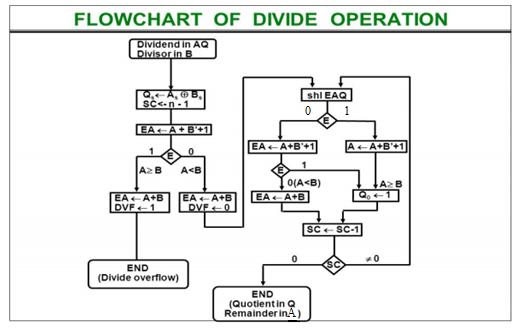 FLOWCHART OF DIVIDE OPERATION
Dividend in AQ
Divisor in B
Qs ← As ⊕ Bs
SC<- n - 1
EA ← A + B'+1
1 E 0
A≥ B A<B
EA ← A+B
DVF ← 1
EA ← A+B
DVF ← 0
END
(Divide overflow)
shl EAQ
0 E 1
EA ← A+B'+1
A ← A+B'+1
E 1
0(A<B)
EA ← A+B
A≥ B
Q0 ← 1
SC ← SC-1
0 SC ≠ 0
END
(Quotient in Q
Remainder in A )